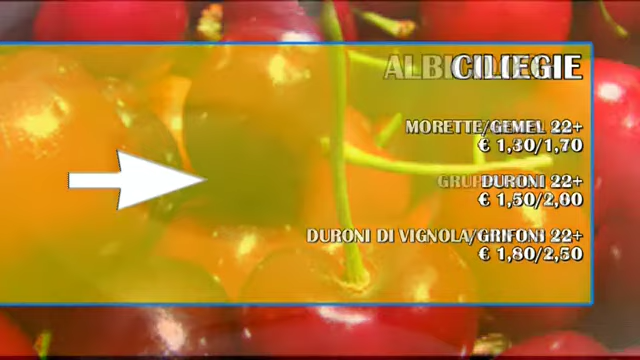 CILIEGIE
MORETTE/GEMEL 22+
€ 1,30/1,70
DURONI 22+
€ 1,50/2,00
DURONI DI VIGNOLA/GRIFONI 22+
€ 1,80/2,50